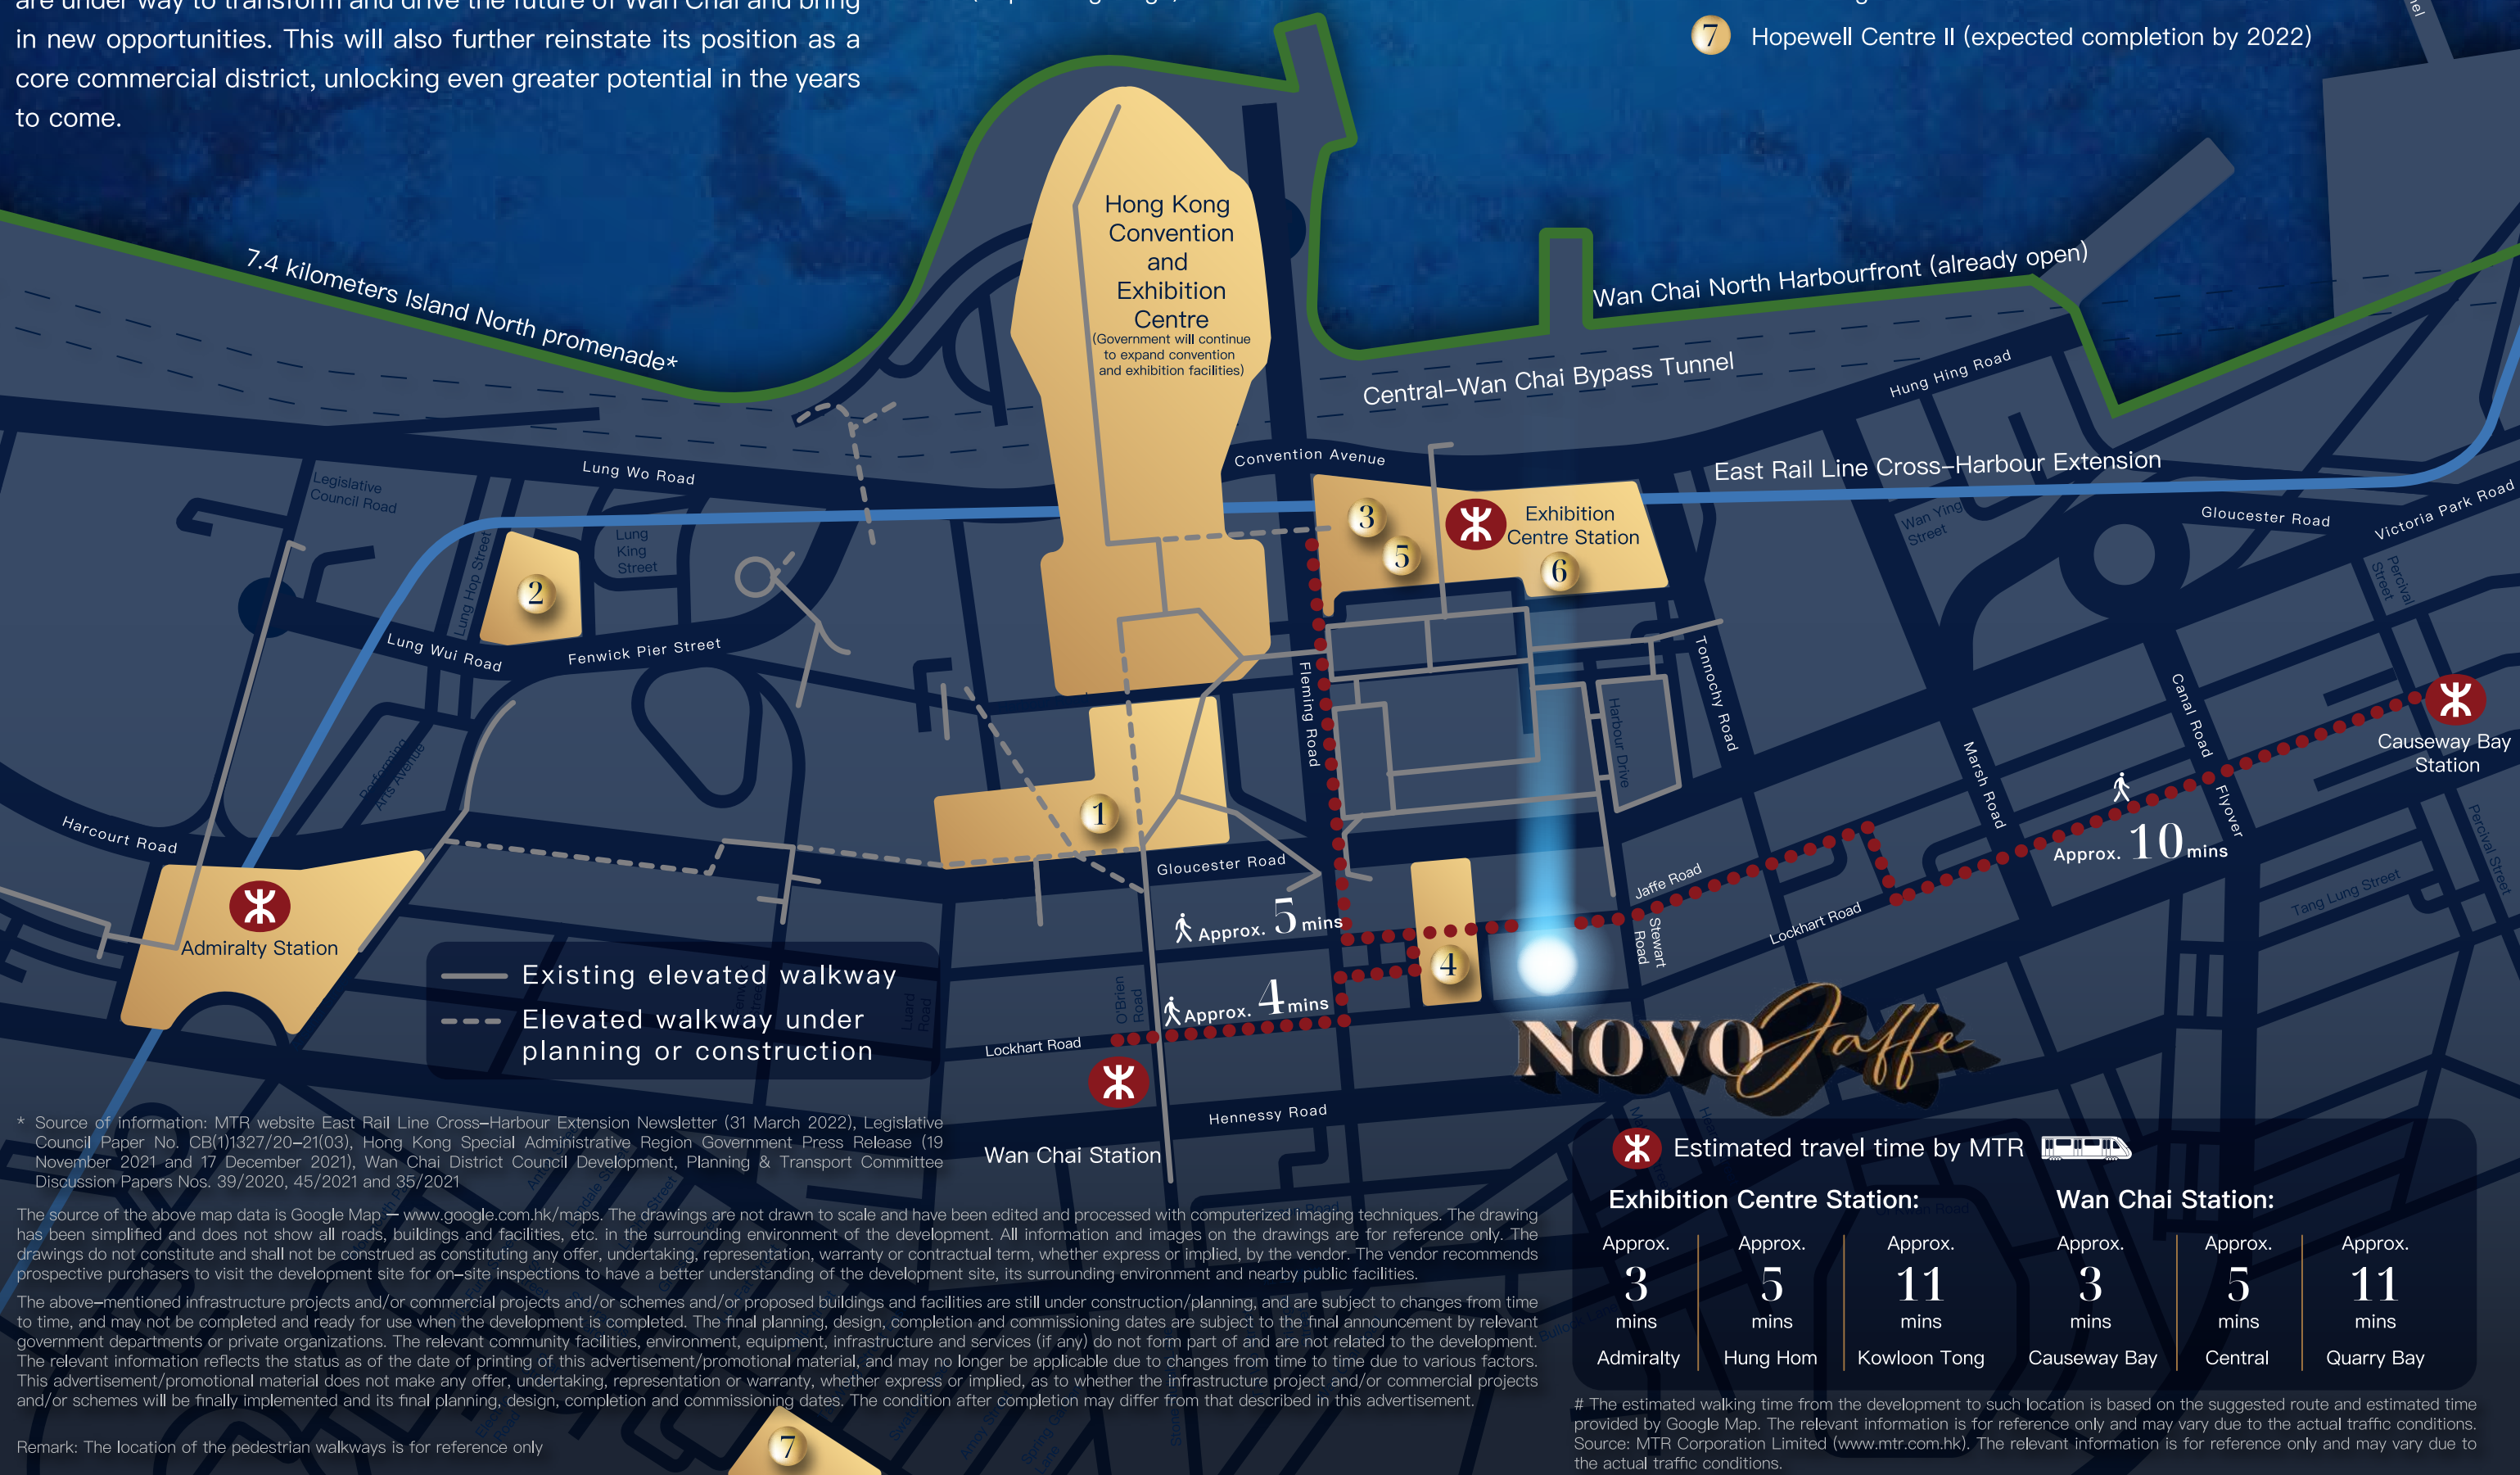 are under way to transform and drive the future of Wan Chai and bring
in new opportunities. This will also further reinstate its position as a
core commercial district, unlocking even greater potential in the years
to come.
7 Hopewell Centre II (expected completion by 2022)
Hong Kong
Convention
and
Exhibition
Centre
(Government will continue
to expand convention
and exhibition facilities)
7.4 kilometers Island North promenade*
Wan Chai North Harbourfront (already open)
Central–Wan Chai Bypass Tunnel
Hung Hing Road
Convention Avenue
East Rail Line Cross–Harbour Extension
Lung Wo Road
Legislative
Council Road
Lung
King
Street
Lung Hop Street
2
3
5
Exhibition
Centre Station
6
Wan Ying
Street
Gloucester Road
Victoria Park Road
Percival
Street
Lung Wui Road
Fenwick Pier Street
Fleming Road
Harbour Drive
Tonnochy Road
Marsh Road
Canal Road
Flyover
Causeway Bay
Station
Performing
Arts Avenue
Harcourt Road
1
Gloucester Road
Approx. 10 mins
Percival Street
Tang Lung Street
Jaffe Road
Lockhart Road
Stewart
Road
Admiralty Station
Approx. 5 mins
4
Approx. 4 mins
O'Brien
Road
Luard
Road
Existing elevated walkway
Elevated walkway under
planning or construction
Lockhart Road
NOVO Jaffe
Hennessy Road
Wan Chai Station
* Source of information: MTR website East Rail Line Cross–Harbour Extension Newsletter (31 March 2022), Legislative
Council Paper No. CB(1)1327/20–21(03), Hong Kong Special Administrative Region Government Press Release (19
November 2021 and 17 December 2021), Wan Chai District Council Development, Planning & Transport Committee
Discussion Papers Nos. 39/2020, 45/2021 and 35/2021
The source of the above map data is Google Map — www.google.com.hk/maps. The drawings are not drawn to scale and have been edited and processed with computerized imaging techniques. The drawing
has been simplified and does not show all roads, buildings and facilities, etc. in the surrounding environment of the development. All information and images on the drawings are for reference only. The
drawings do not constitute and shall not be construed as constituting any offer, undertaking, representation, warranty or contractual term, whether express or implied, by the vendor. The vendor recommends
prospective purchasers to visit the development site for on–site inspections to have a better understanding of the development site, its surrounding environment and nearby public facilities.
The above–mentioned infrastructure projects and/or commercial projects and/or schemes and/or proposed buildings and facilities are still under construction/planning, and are subject to changes from time
to time, and may not be completed and ready for use when the development is completed. The final planning, design, completion and commissioning dates are subject to the final announcement by relevant
government departments or private organizations. The relevant community facilities, environment, equipment, infrastructure and services (if any) do not form part of and are not related to the development.
The relevant information reflects the status as of the date of printing of this advertisement/promotional material, and may no longer be applicable due to changes from time to time due to various factors.
This advertisement/promotional material does not make any offer, undertaking, representation or warranty, whether express or implied, as to whether the infrastructure project and/or commercial projects
and/or schemes will be finally implemented and its final planning, design, completion and commissioning dates. The condition after completion may differ from that described in this advertisement.
Remark: The location of the pedestrian walkways is for reference only
7
Estimated travel time by MTR
Exhibition Centre Station:
Approx. 3 mins Admiralty
Approx. 5 mins Hung Hom
Approx. 11 mins Kowloon Tong
Wan Chai Station:
Approx. 3 mins Causeway Bay
Approx. 5 mins Central
Approx. 11 mins Quarry Bay
# The estimated walking time from the development to such location is based on the suggested route and estimated time
provided by Google Map. The relevant information is for reference only and may vary due to the actual traffic conditions.
Source: MTR Corporation Limited (www.mtr.com.hk). The relevant information is for reference only and may vary due to
the actual traffic conditions.